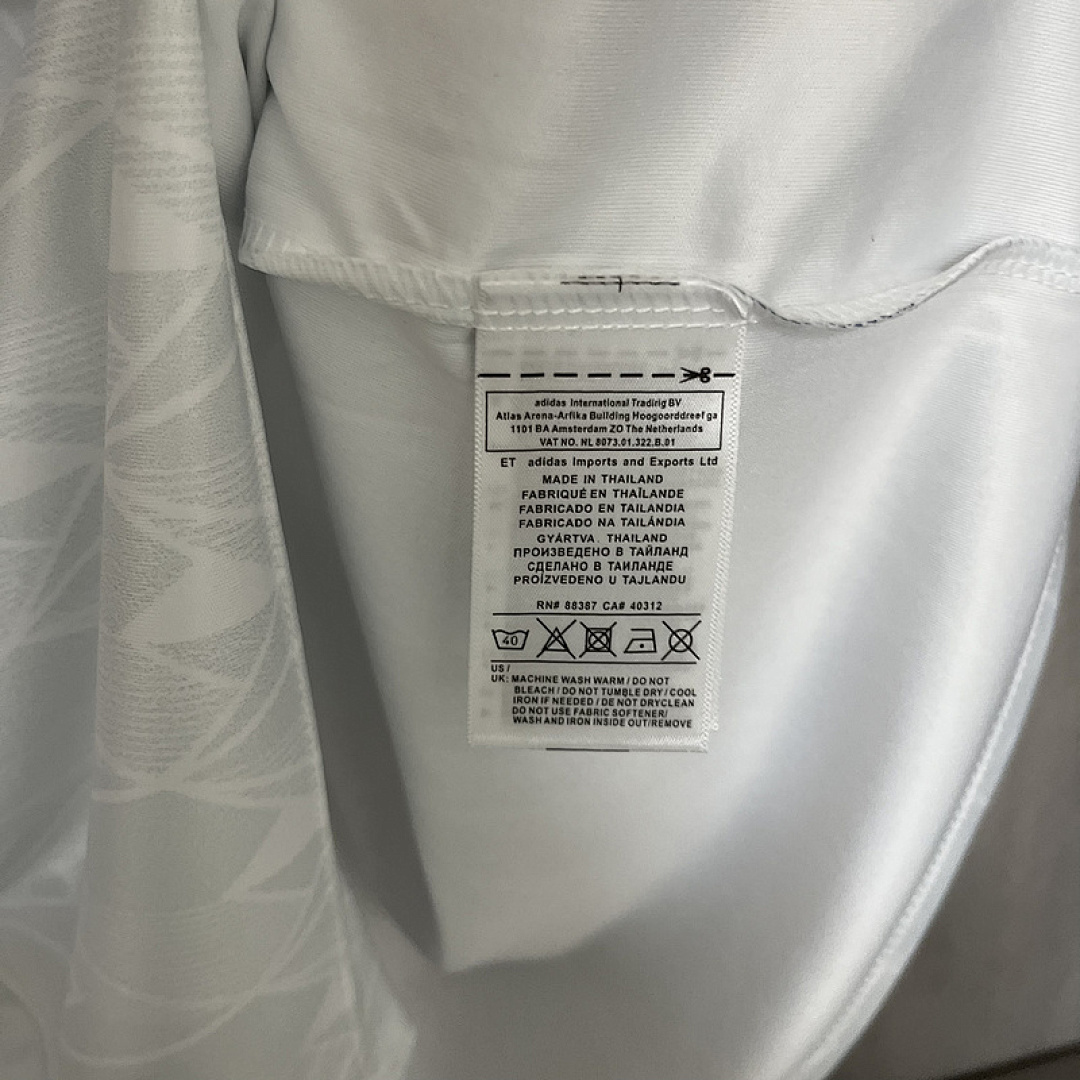 adidas International Tradirig BV
Atlas Arena-Arfika Building Hoogoorddreef ga
1101 BA Amsterdam ZO The Netherlands
VAT NO. NL 8073.01.322.B.01
ET adidas Imports and Exports Ltd
MADE IN THAILAND
FABRIQUÉ EN THAÏLANDE
FABRICADO EN TAILANDIA
FABRICADO NA TAILÂNDIA
GYÁRTVA. THAILAND
ПРОИЗВЕДЕНО В ТАЙЛАНД
СДЕЛАНО В ТАИЛАНДЕ
PROÍZVEDENO U TAJLANDU
RN# 88387 CA# 40312
40
US /
UK: MACHINE WASH WARM / DO NOT
BLEACH / DO NOT TUMBLE DRY / COOL
IRON IF NEEDED / DE NOT DRYCLEAN
DO NOT USE FABRIC SOFTENER/
WASH AND IRON INSIDE OUT/REMOVE